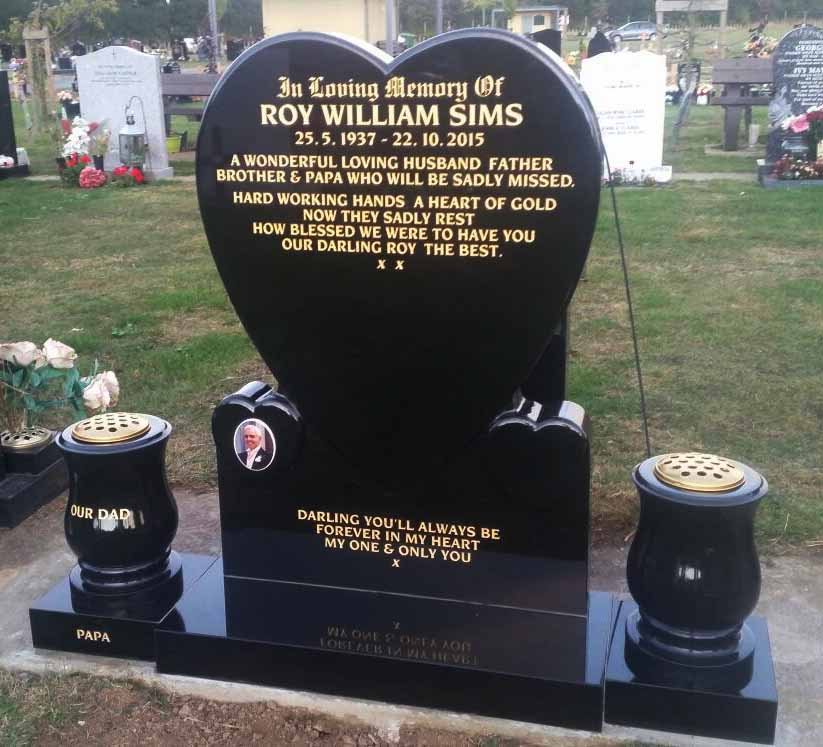 In Loving Memory Of
ROY WILLIAM SIMS
25.5.1937 - 22.10.2015
A WONDERFUL LOVING HUSBAND FATHER
BROTHER & PAPA WHO WILL BE SADLY MISSED.
HARD WORKING HANDS A HEART OF GOLD
NOW THEY SADLY REST
HOW BLESSED WE WERE TO HAVE YOU
OUR DARLING ROY THE BEST.
x x
DARLING YOU'LL ALWAYS BE
FOREVER IN MY HEART
MY ONE & ONLY YOU
x
OUR DAD
PAPA
GEORGE
IVY MAY